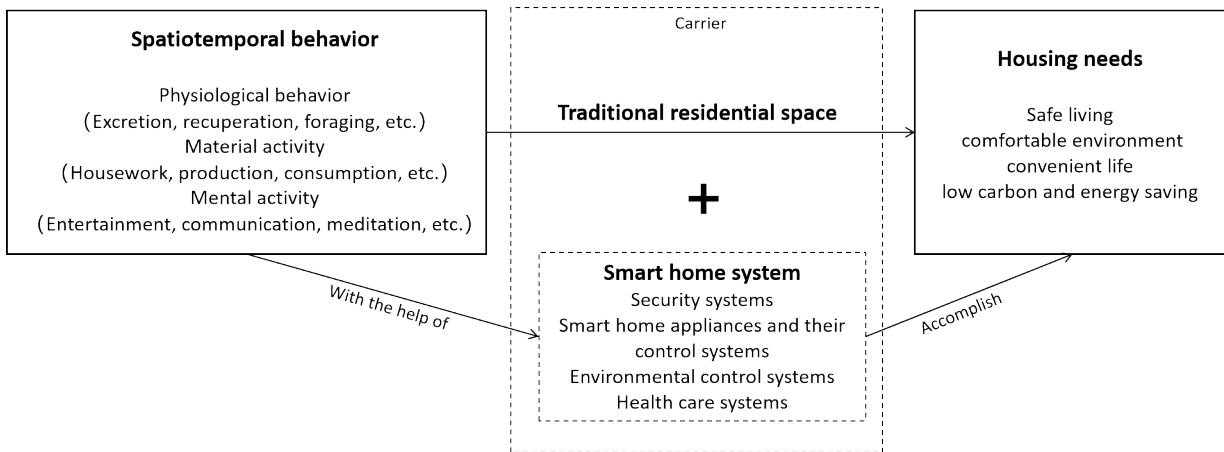 Spatiotemporal behavior
Physiological behavior
(Excretion, recuperation, foraging, etc.)
Material activity
(Housework, production, consumption, etc.)
Mental activity
(Entertainment, communication, meditation, etc.)
Carrier
Traditional residential space
+
Smart home system
Security systems
Smart home appliances and their
control systems
Environmental control systems
Health care systems
With the help of
Accomplish
Housing needs
Safe living
comfortable environment
convenient life
low carbon and energy saving